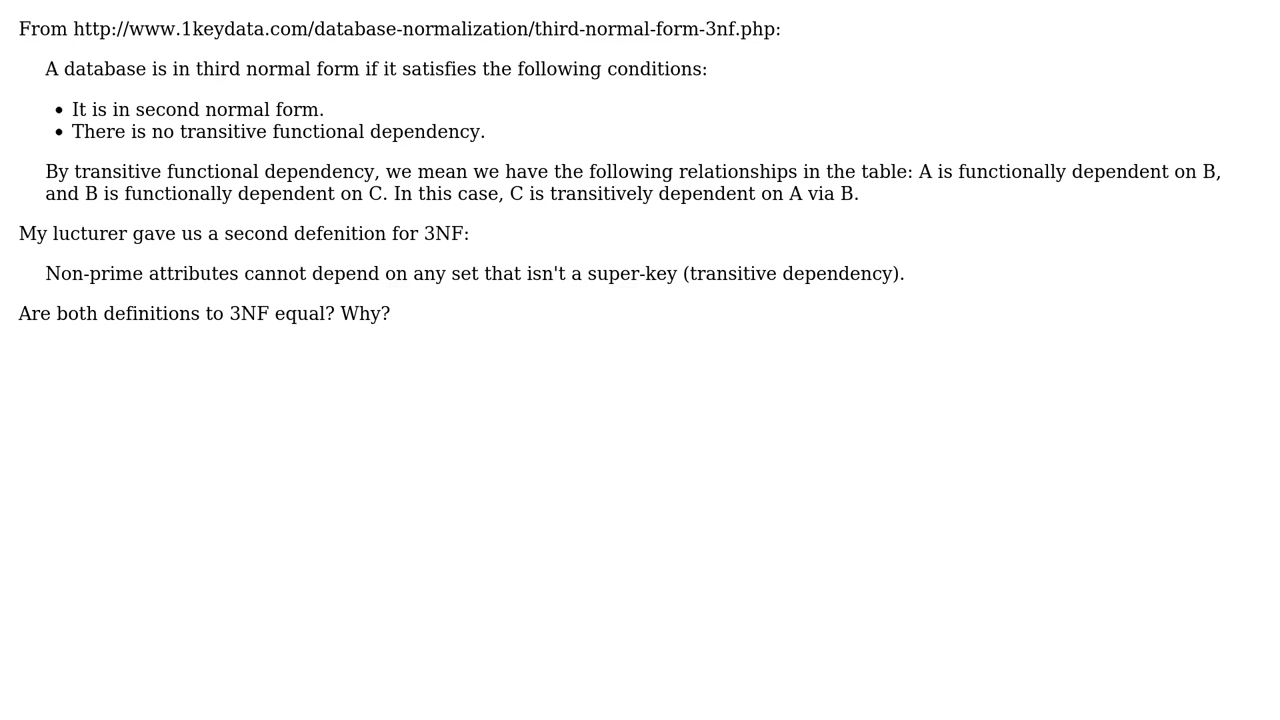 From http://www.1keydata.com/database-normalization/third-normal-form-3nf.php:
A database is in third normal form if it satisfies the following conditions:
• It is in second normal form.
• There is no transitive functional dependency.
By transitive functional dependency, we mean we have the following relationships in the table: A is functionally dependent on B,
and B is functionally dependent on C. In this case, C is transitively dependent on A via B.
My lucturer gave us a second defenition for 3NF:
Non-prime attributes cannot depend on any set that isn't a super-key (transitive dependency).
Are both definitions to 3NF equal? Why?